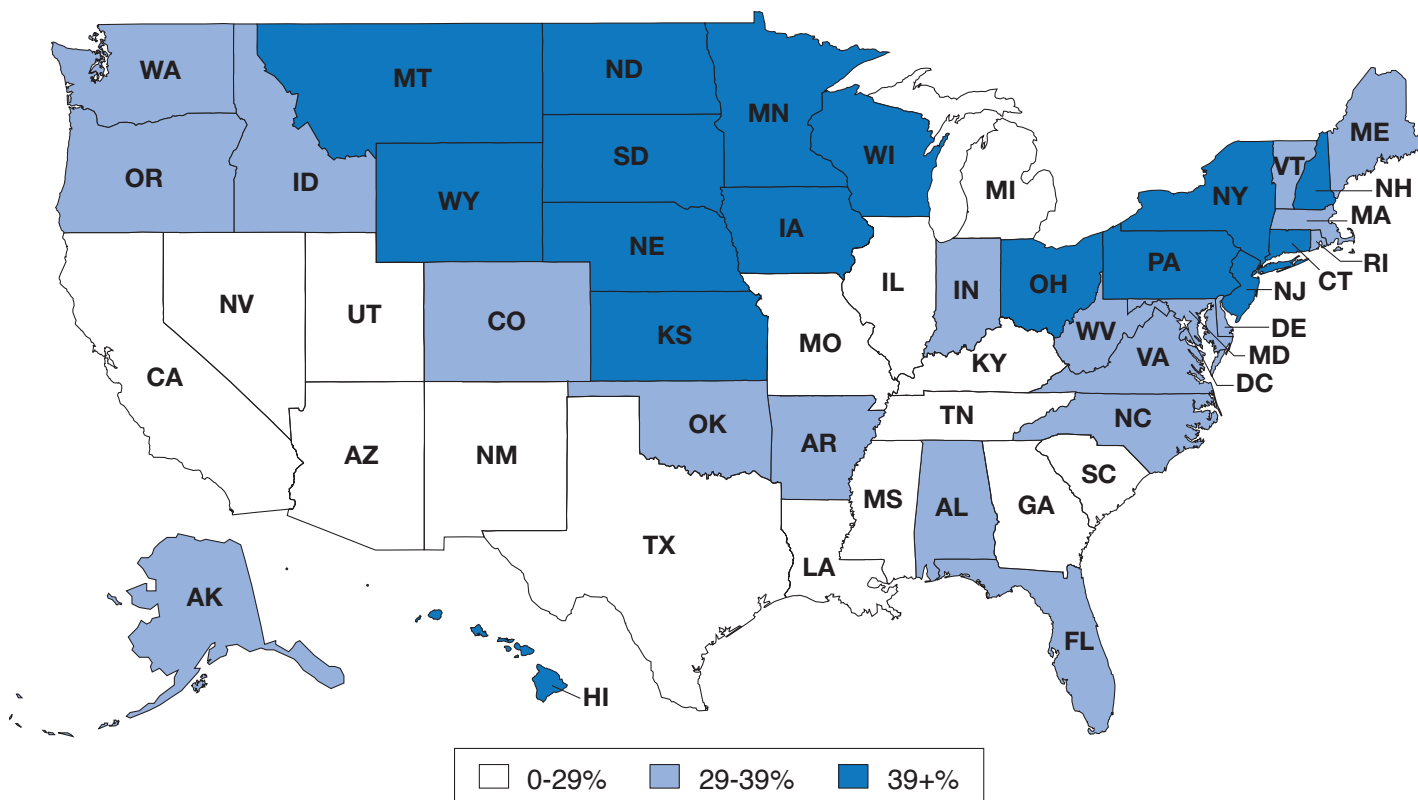 WA
MT
ND
MN
ME
OR
ID
SD
WI
VT
NH
WY
MI
NY
MA
IA
NE
PA
RI
CT
NV
UT
CO
IL
IN
OH
NJ
KS
MO
WV
DE
CA
KY
VA
MD
DC
AZ
NM
OK
AR
TN
NC
SC
MS
AL
GA
TX
LA
AK
FL
HI
0-29% 29-39% 39+%